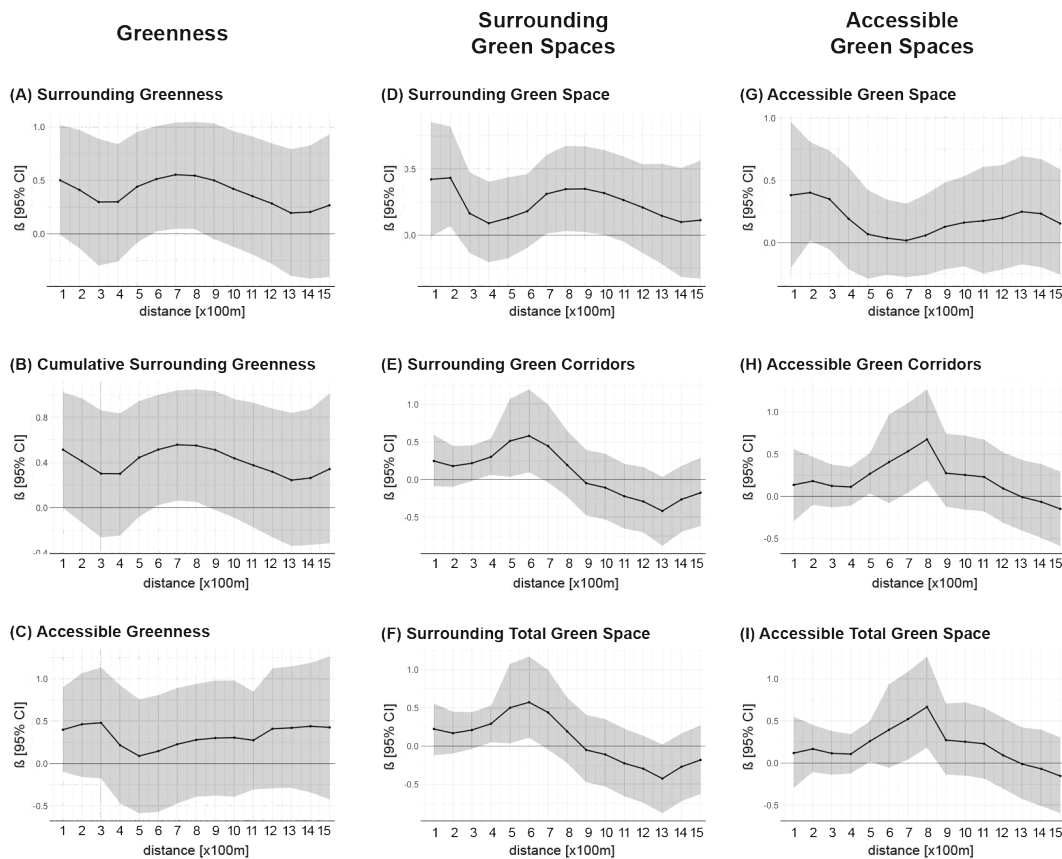 Greenness
Surrounding
Green Spaces
Accessible
Green Spaces
(A) Surrounding Greenness
ß [95% CI]
1.0
0.5
0.0
1 2 3 4 5 6 7 8 9 10 11 12 13 14 15
distance [x100m]
(D) Surrounding Green Space
ß [95% CI]
0.5
0.0
1 2 3 4 5 6 7 8 9 10 11 12 13 14 15
distance [x100m]
(G) Accessible Green Space
ß [95% CI]
1.0
0.5
0.0
1 2 3 4 5 6 7 8 9 10 11 12 13 14 15
distance [x100m]
(B) Cumulative Surrounding Greenness
ß [95% CI]
0.8
0.4
0.0
-0.4
1 2 3 4 5 6 7 8 9 10 11 12 13 14 15
distance [x100m]
(E) Surrounding Green Corridors
ß [95% CI]
1.0
0.5
0.0
-0.5
1 2 3 4 5 6 7 8 9 10 11 12 13 14 15
distance [x100m]
(H) Accessible Green Corridors
ß [95% CI]
1.0
0.5
0.0
-0.5
1 2 3 4 5 6 7 8 9 10 11 12 13 14 15
distance [x100m]
(C) Accessible Greenness
ß [95% CI]
1.0
0.5
0.0
-0.5
1 2 3 4 5 6 7 8 9 10 11 12 13 14 15
distance [x100m]
(F) Surrounding Total Green Space
ß [95% CI]
1.0
0.5
0.0
-0.5
1 2 3 4 5 6 7 8 9 10 11 12 13 14 15
distance [x100m]
(I) Accessible Total Green Space
ß [95% CI]
1.0
0.5
0.0
-0.5
1 2 3 4 5 6 7 8 9 10 11 12 13 14 15
distance [x100m]